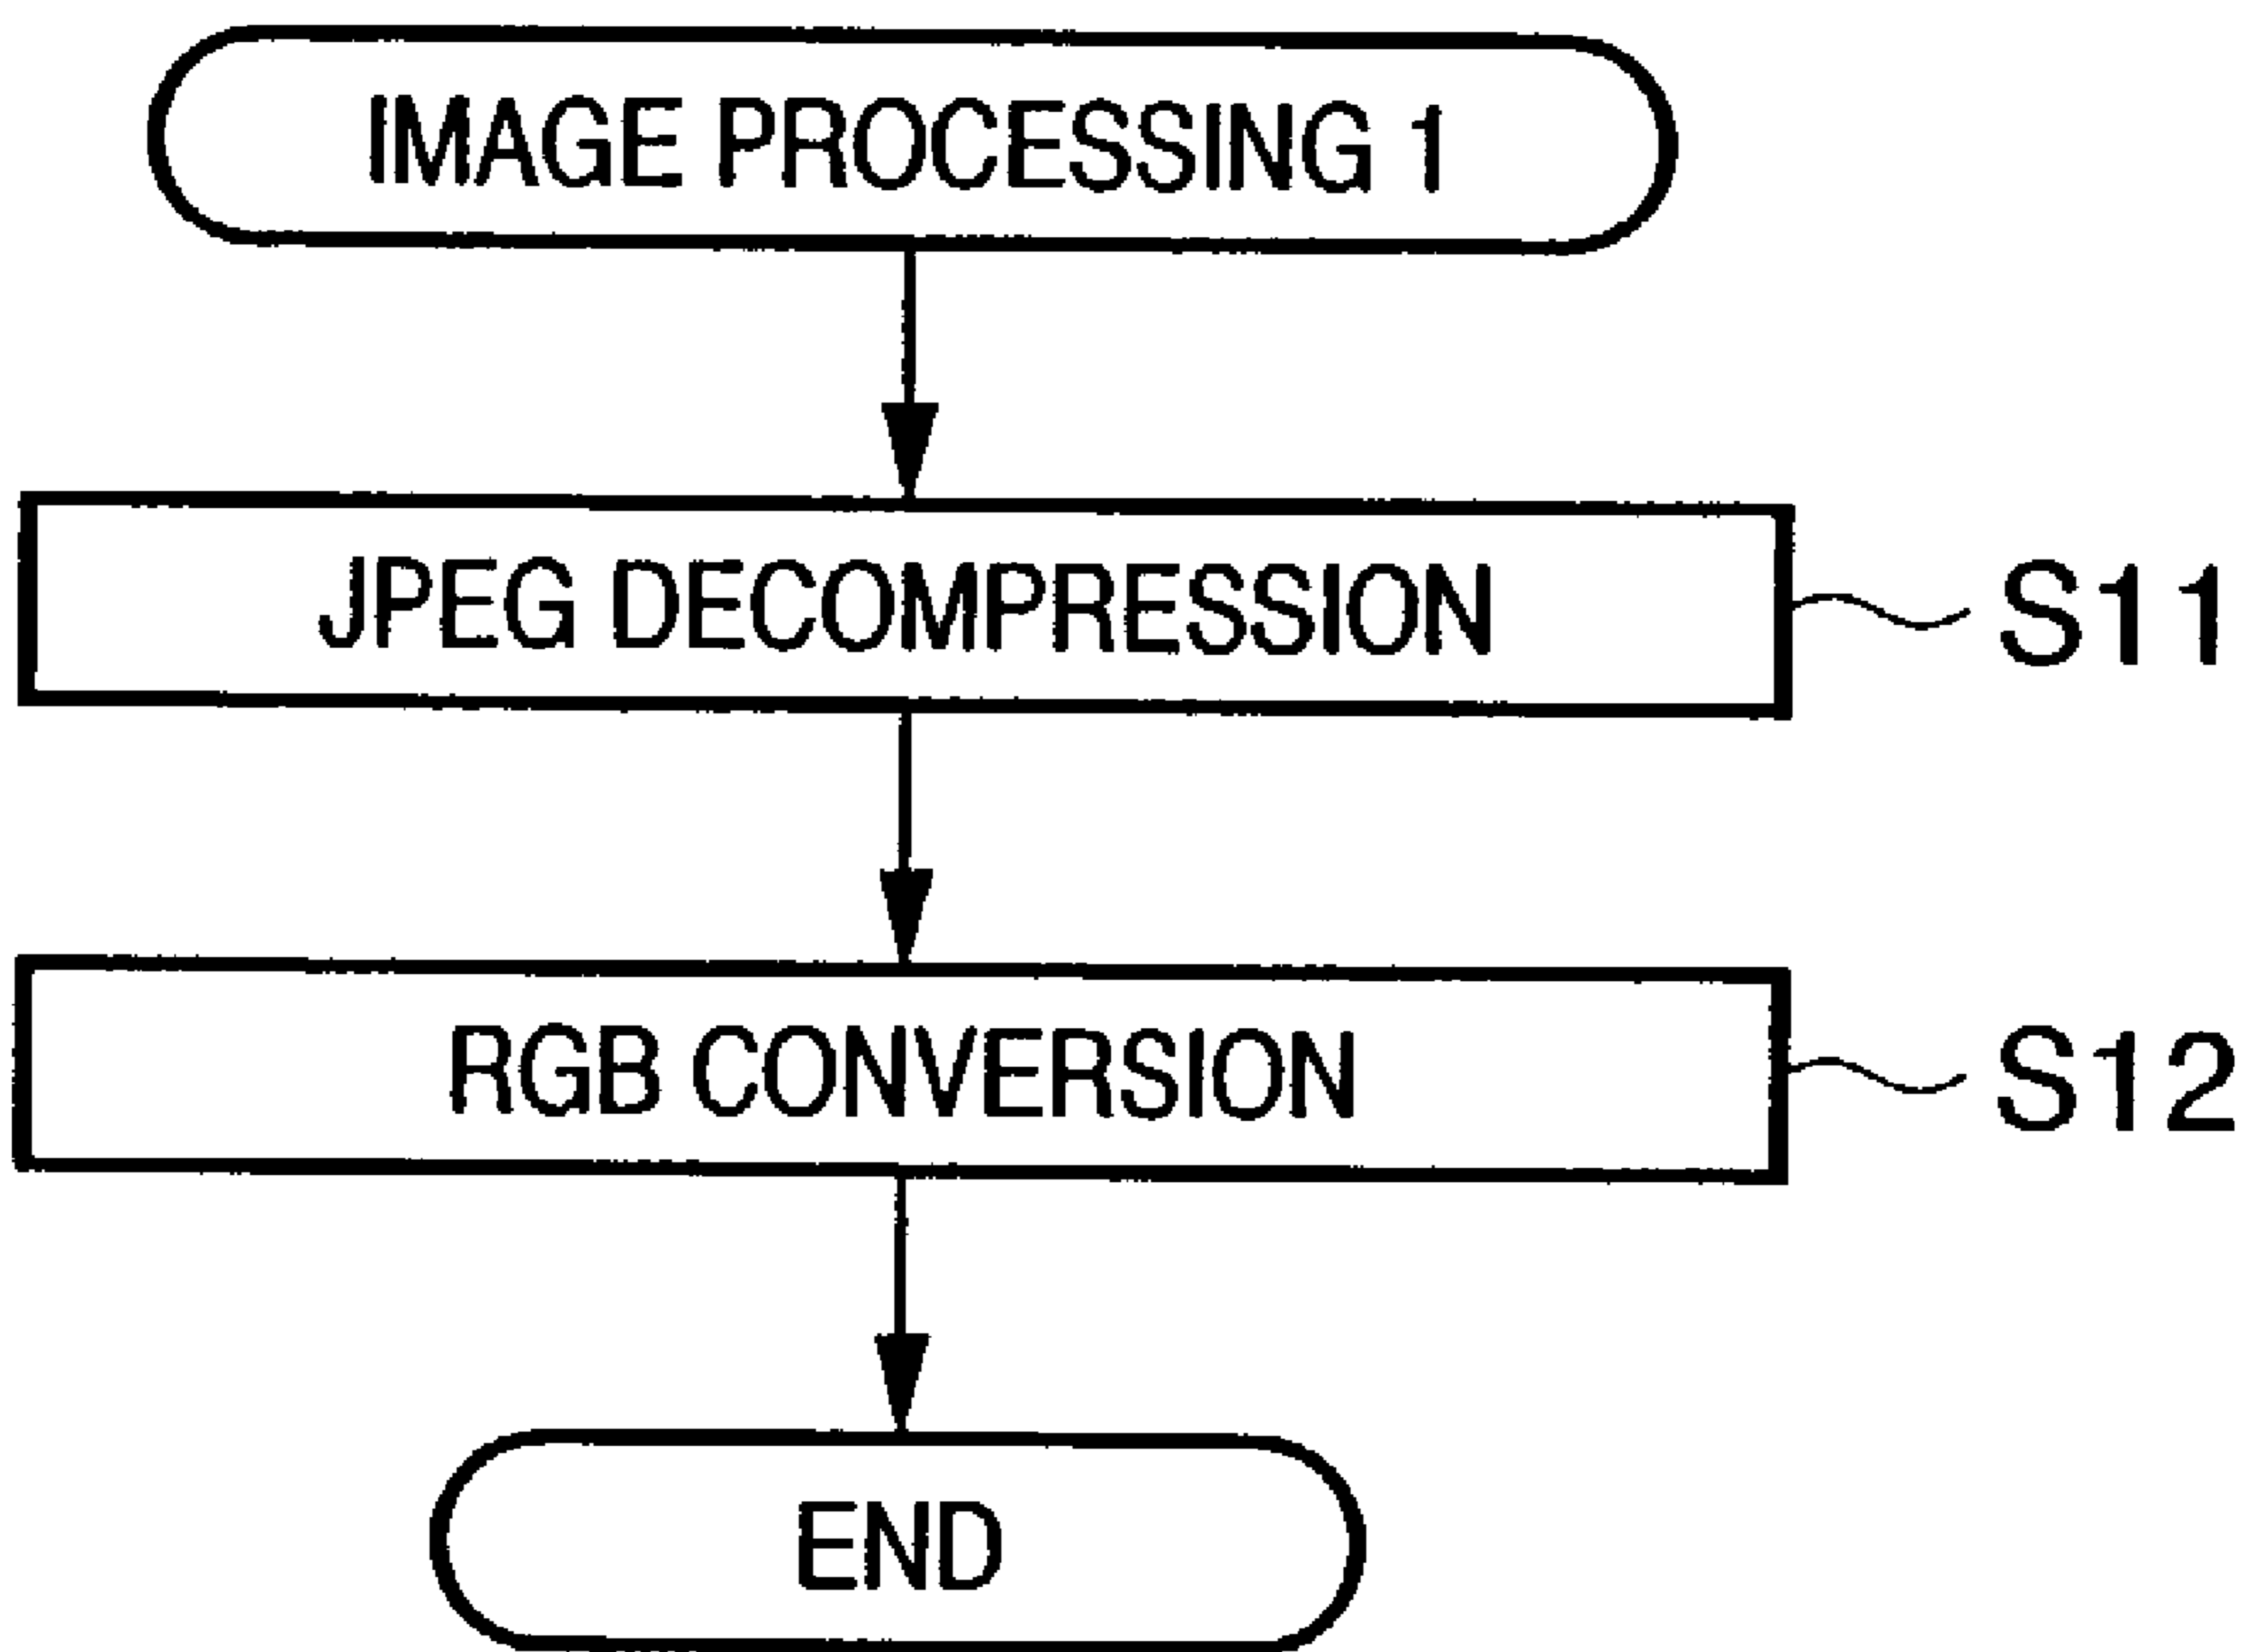 IMAGE PROCESSING 1
JPEG DECOMPRESSION
S11
RGB CONVERSION
S12
END